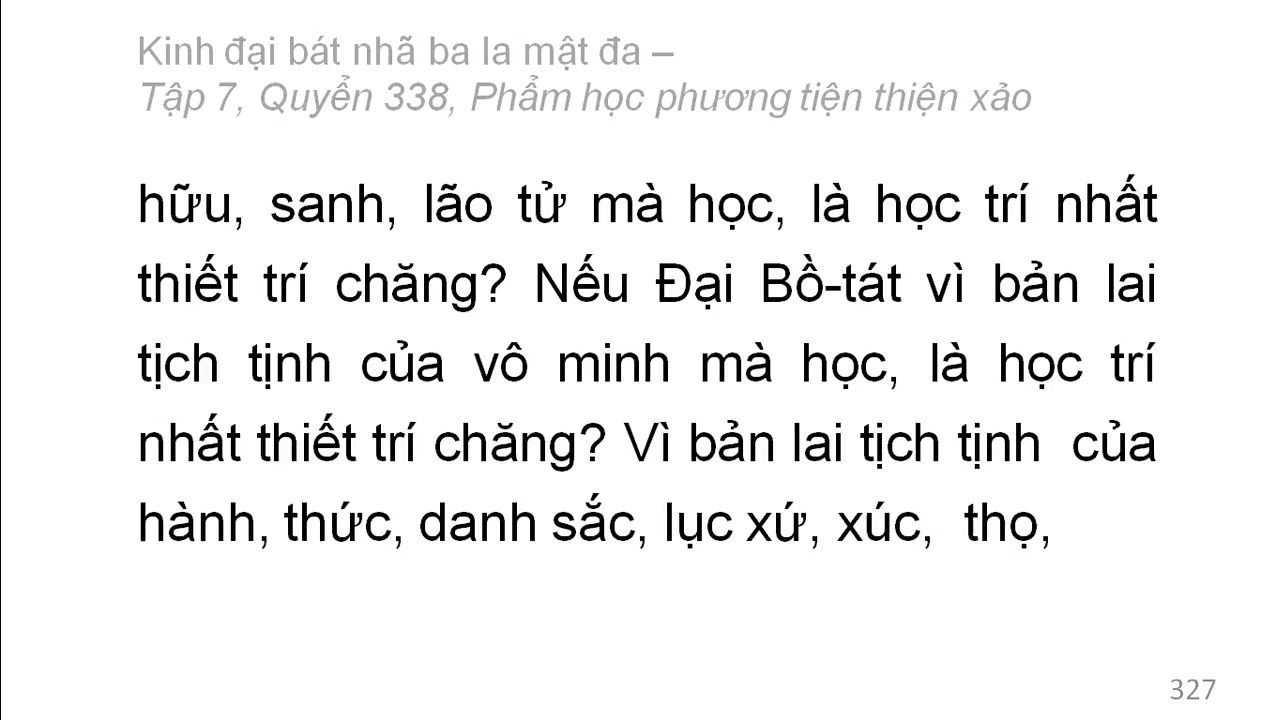 Kinh đại bát nhã ba la mật đa –
Tập 7, Quyển 338, Phẩm học phương tiện thiện xảo
hữu, sanh, lão tử mà học, là học trí nhất
thiết trí chăng? Nếu Đại Bồ-tát vì bản lai
tịch tịnh của vô minh mà học, là học trí
nhất thiết trí chăng? Vì bản lai tịch tịnh của
hành, thức, danh sắc, lục xứ, xúc, thọ,
327